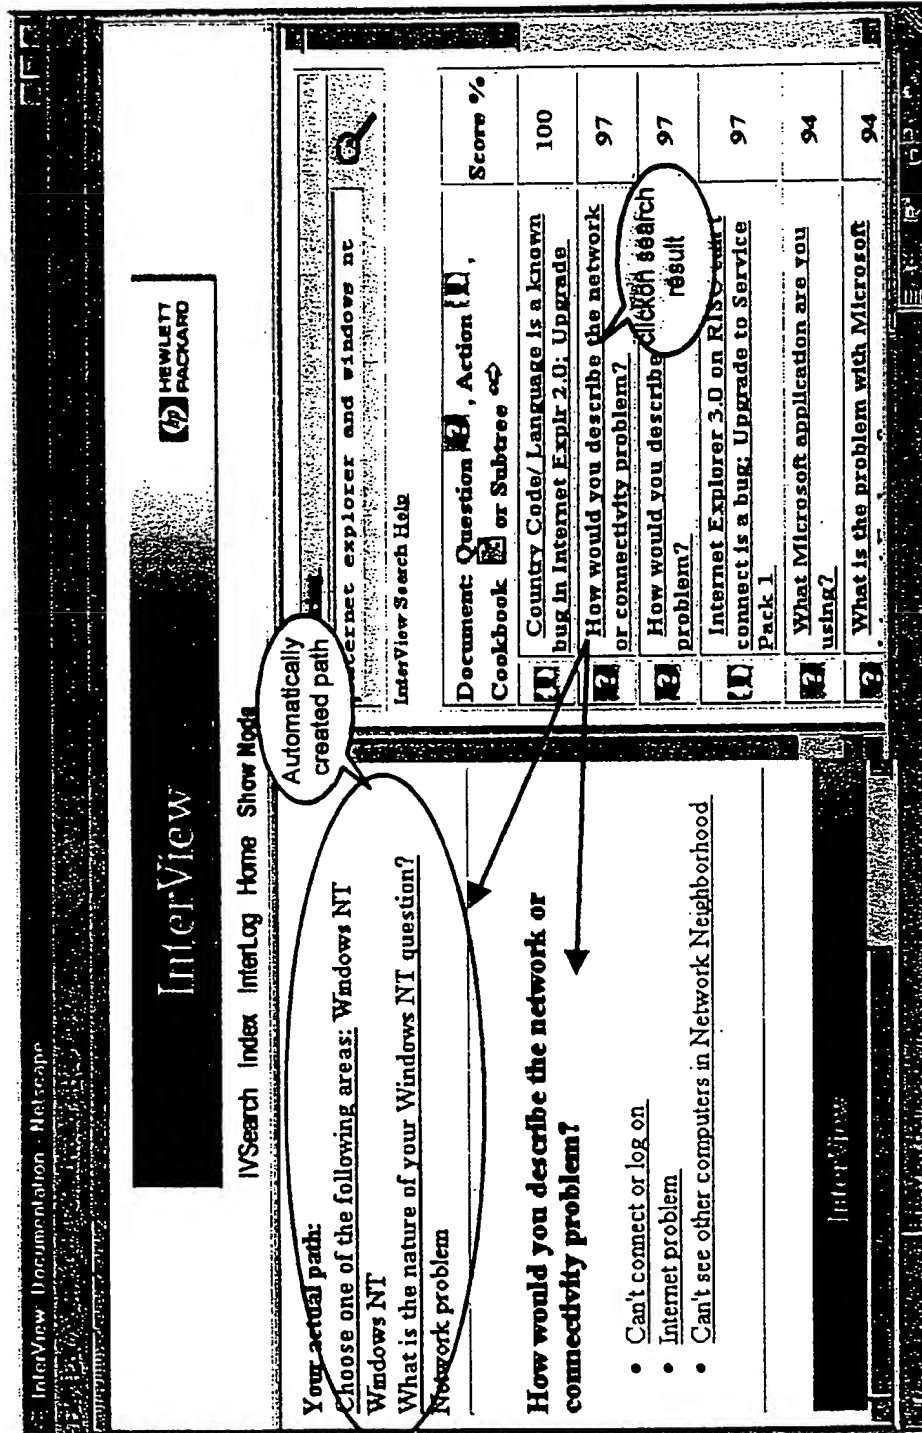 InterView Documentation - Netscape
InterView
HEWLETT
PACKARD
IVSearch Index InterLog Home Show Node
Your actual path:
Choose one of the following areas: Windows NT
Windows NT
What is the nature of your Windows NT question?
Network problem
How would you describe the network or
connectivity problem?
• Can't connect or log on
• Internet problem
• Can't see other computers in Network Neighborhood
InterView
Automatically
created path
explorer and windows nt
InterView Search Help
Document: Question [?], Action
Cookbook or Subtree
Score %
Country Code/ Language is a known
bug in Internet Explr 2.0; Upgrade
100
How would you describe the network
or connectivity problem?
97
How would you describe
problem?
97
click on search
result
Internet Explorer 3.0 on RISC can't
connect is a bug; Upgrade to Service
Pack 1
97
What Microsoft application are you
using?
94
What is the problem with Microsoft
94